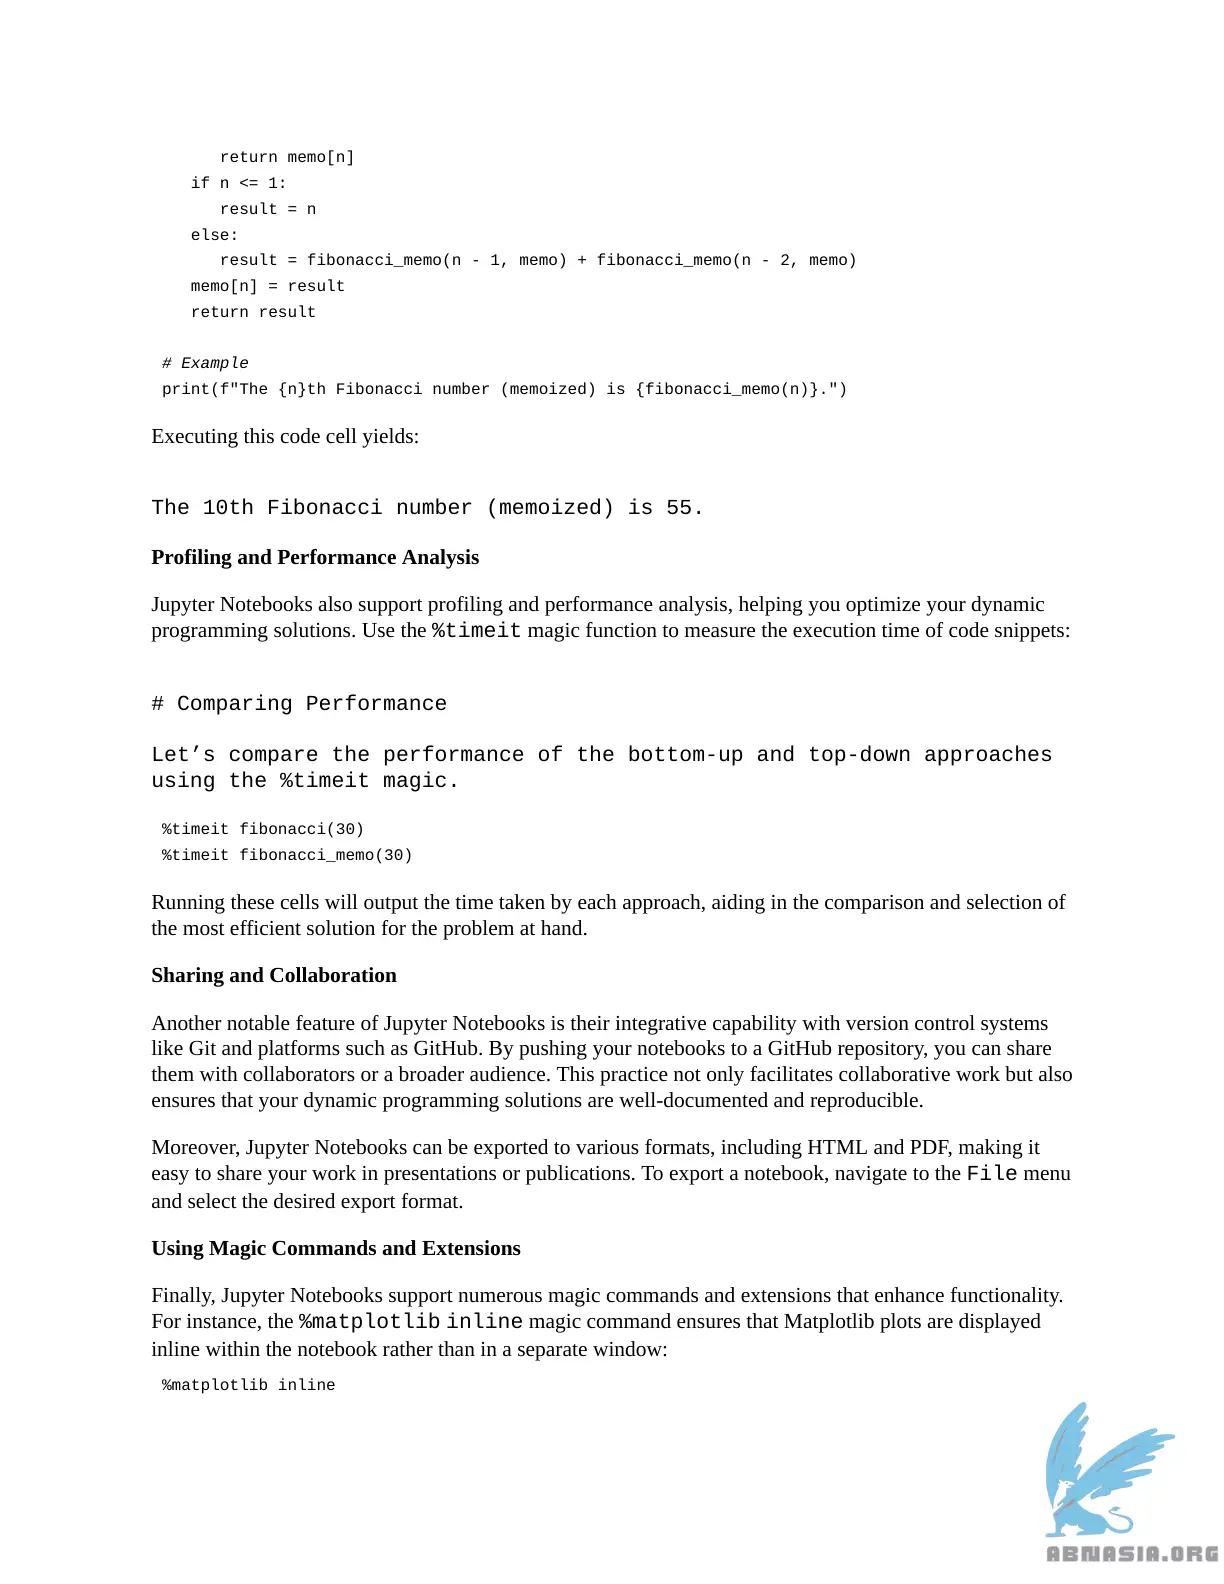 return memo[n]
if n <= 1:
result = n
else:
result = fibonacci_memo(n - 1, memo) + fibonacci_memo(n - 2, memo)
memo[n] = result
return result
# Example
print(f"The {n}th Fibonacci number (memoized) is {fibonacci_memo(n)}.")
Executing this code cell yields:
The 10th Fibonacci number (memoized) is 55.
Profiling and Performance Analysis
Jupyter Notebooks also support profiling and performance analysis, helping you optimize your dynamic
programming solutions. Use the %timeit magic function to measure the execution time of code snippets:
# Comparing Performance
Let’s compare the performance of the bottom-up and top-down approaches
using the %timeit magic.
%timeit fibonacci(30)
%timeit fibonacci_memo(30)
Running these cells will output the time taken by each approach, aiding in the comparison and selection of
the most efficient solution for the problem at hand.
Sharing and Collaboration
Another notable feature of Jupyter Notebooks is their integrative capability with version control systems
like Git and platforms such as GitHub. By pushing your notebooks to a GitHub repository, you can share
them with collaborators or a broader audience. This practice not only facilitates collaborative work but also
ensures that your dynamic programming solutions are well-documented and reproducible.
Moreover, Jupyter Notebooks can be exported to various formats, including HTML and PDF, making it
easy to share your work in presentations or publications. To export a notebook, navigate to the File menu
and select the desired export format.
Using Magic Commands and Extensions
Finally, Jupyter Notebooks support numerous magic commands and extensions that enhance functionality.
For instance, the %matplotlib inline magic command ensures that Matplotlib plots are displayed
inline within the notebook rather than in a separate window:
%matplotlib inline
ABNASIA.ORG